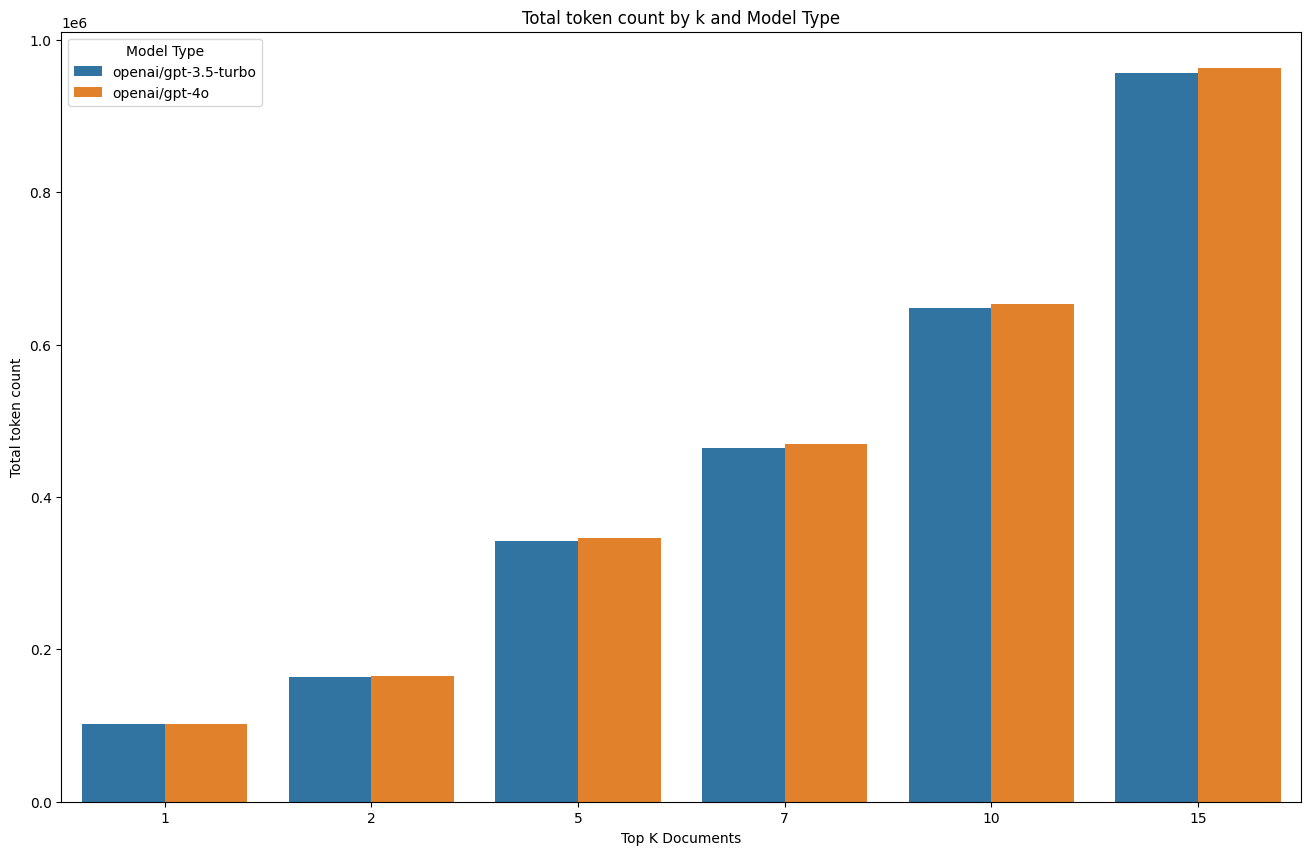 Total token count by k and Model Type
1e6
Model Type
openai/gpt-3.5-turbo
openai/gpt-4o
1.0
0.8
0.6
0.4
0.2
0.0
Total token count
1 2 5 7 10 15
Top K Documents